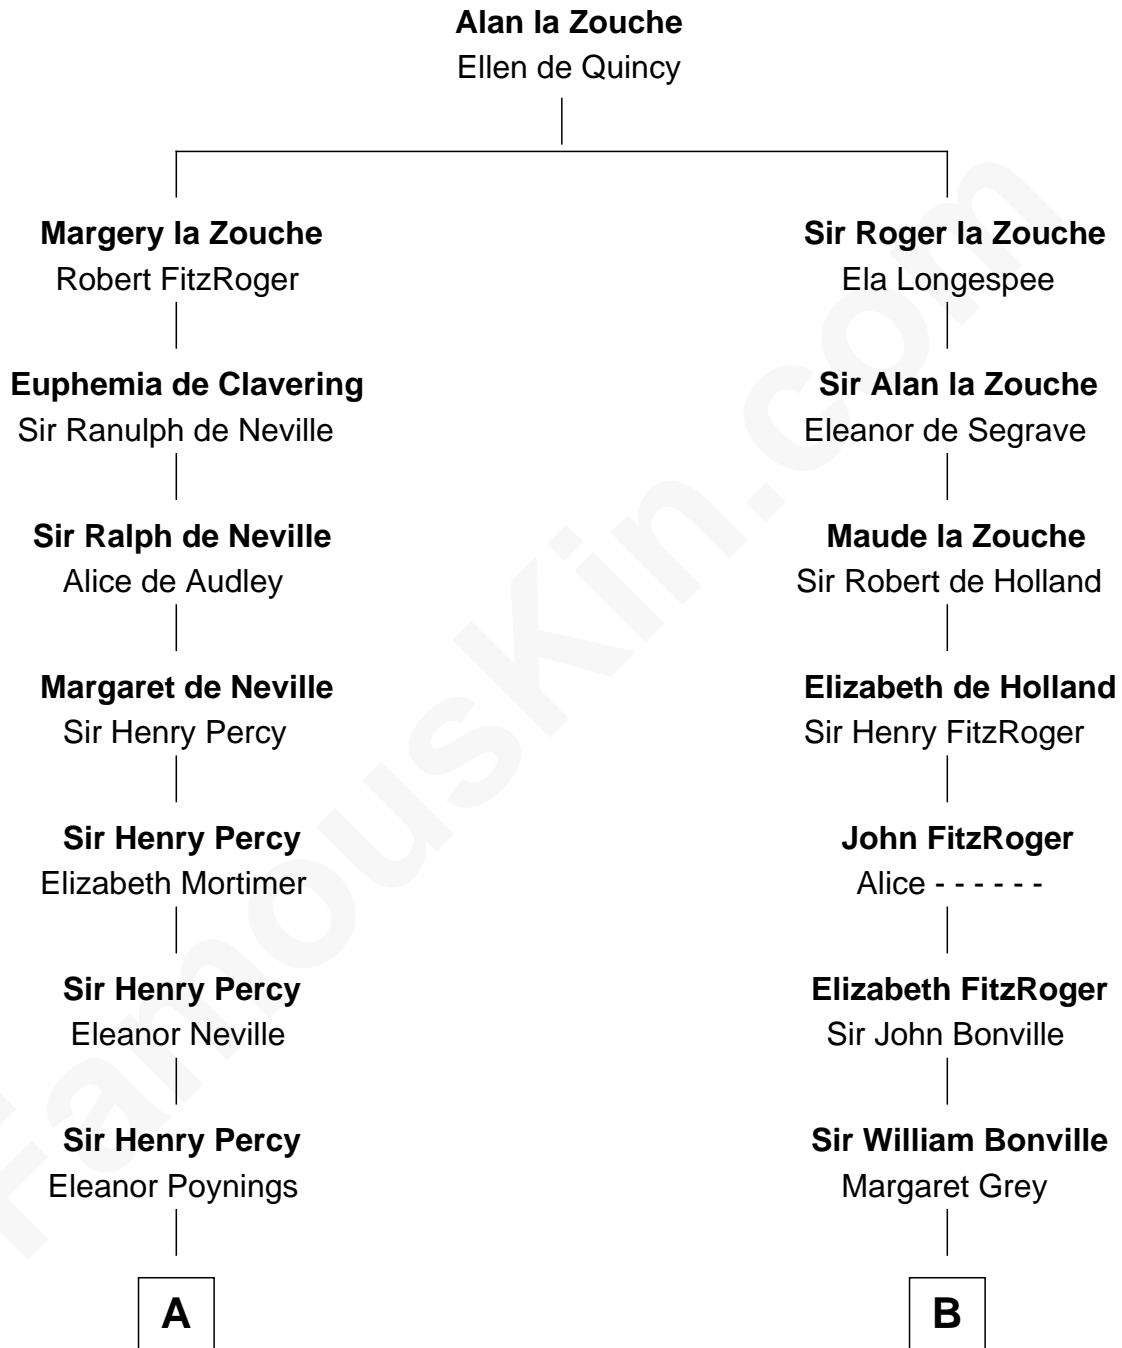 Alan la Zouche
Ellen de Quincy
Margery la Zouche
Robert FitzRoger
Euphemia de Clavering
Sir Ranulph de Neville
Sir Ralph de Neville
Alice de Audley
Margaret de Neville
Sir Henry Percy
Sir Henry Percy
Elizabeth Mortimer
Sir Henry Percy
Eleanor Neville
Sir Henry Percy
Eleanor Poynings
A
Sir Roger la Zouche
Ela Longespee
Sir Alan la Zouche
Eleanor de Segrave
Maude la Zouche
Sir Robert de Holland
Elizabeth de Holland
Sir Henry FitzRoger
John FitzRoger
Alice - - - - - -
Elizabeth FitzRoger
Sir John Bonville
Sir William Bonville
Margaret Grey
B
FamousKin.com